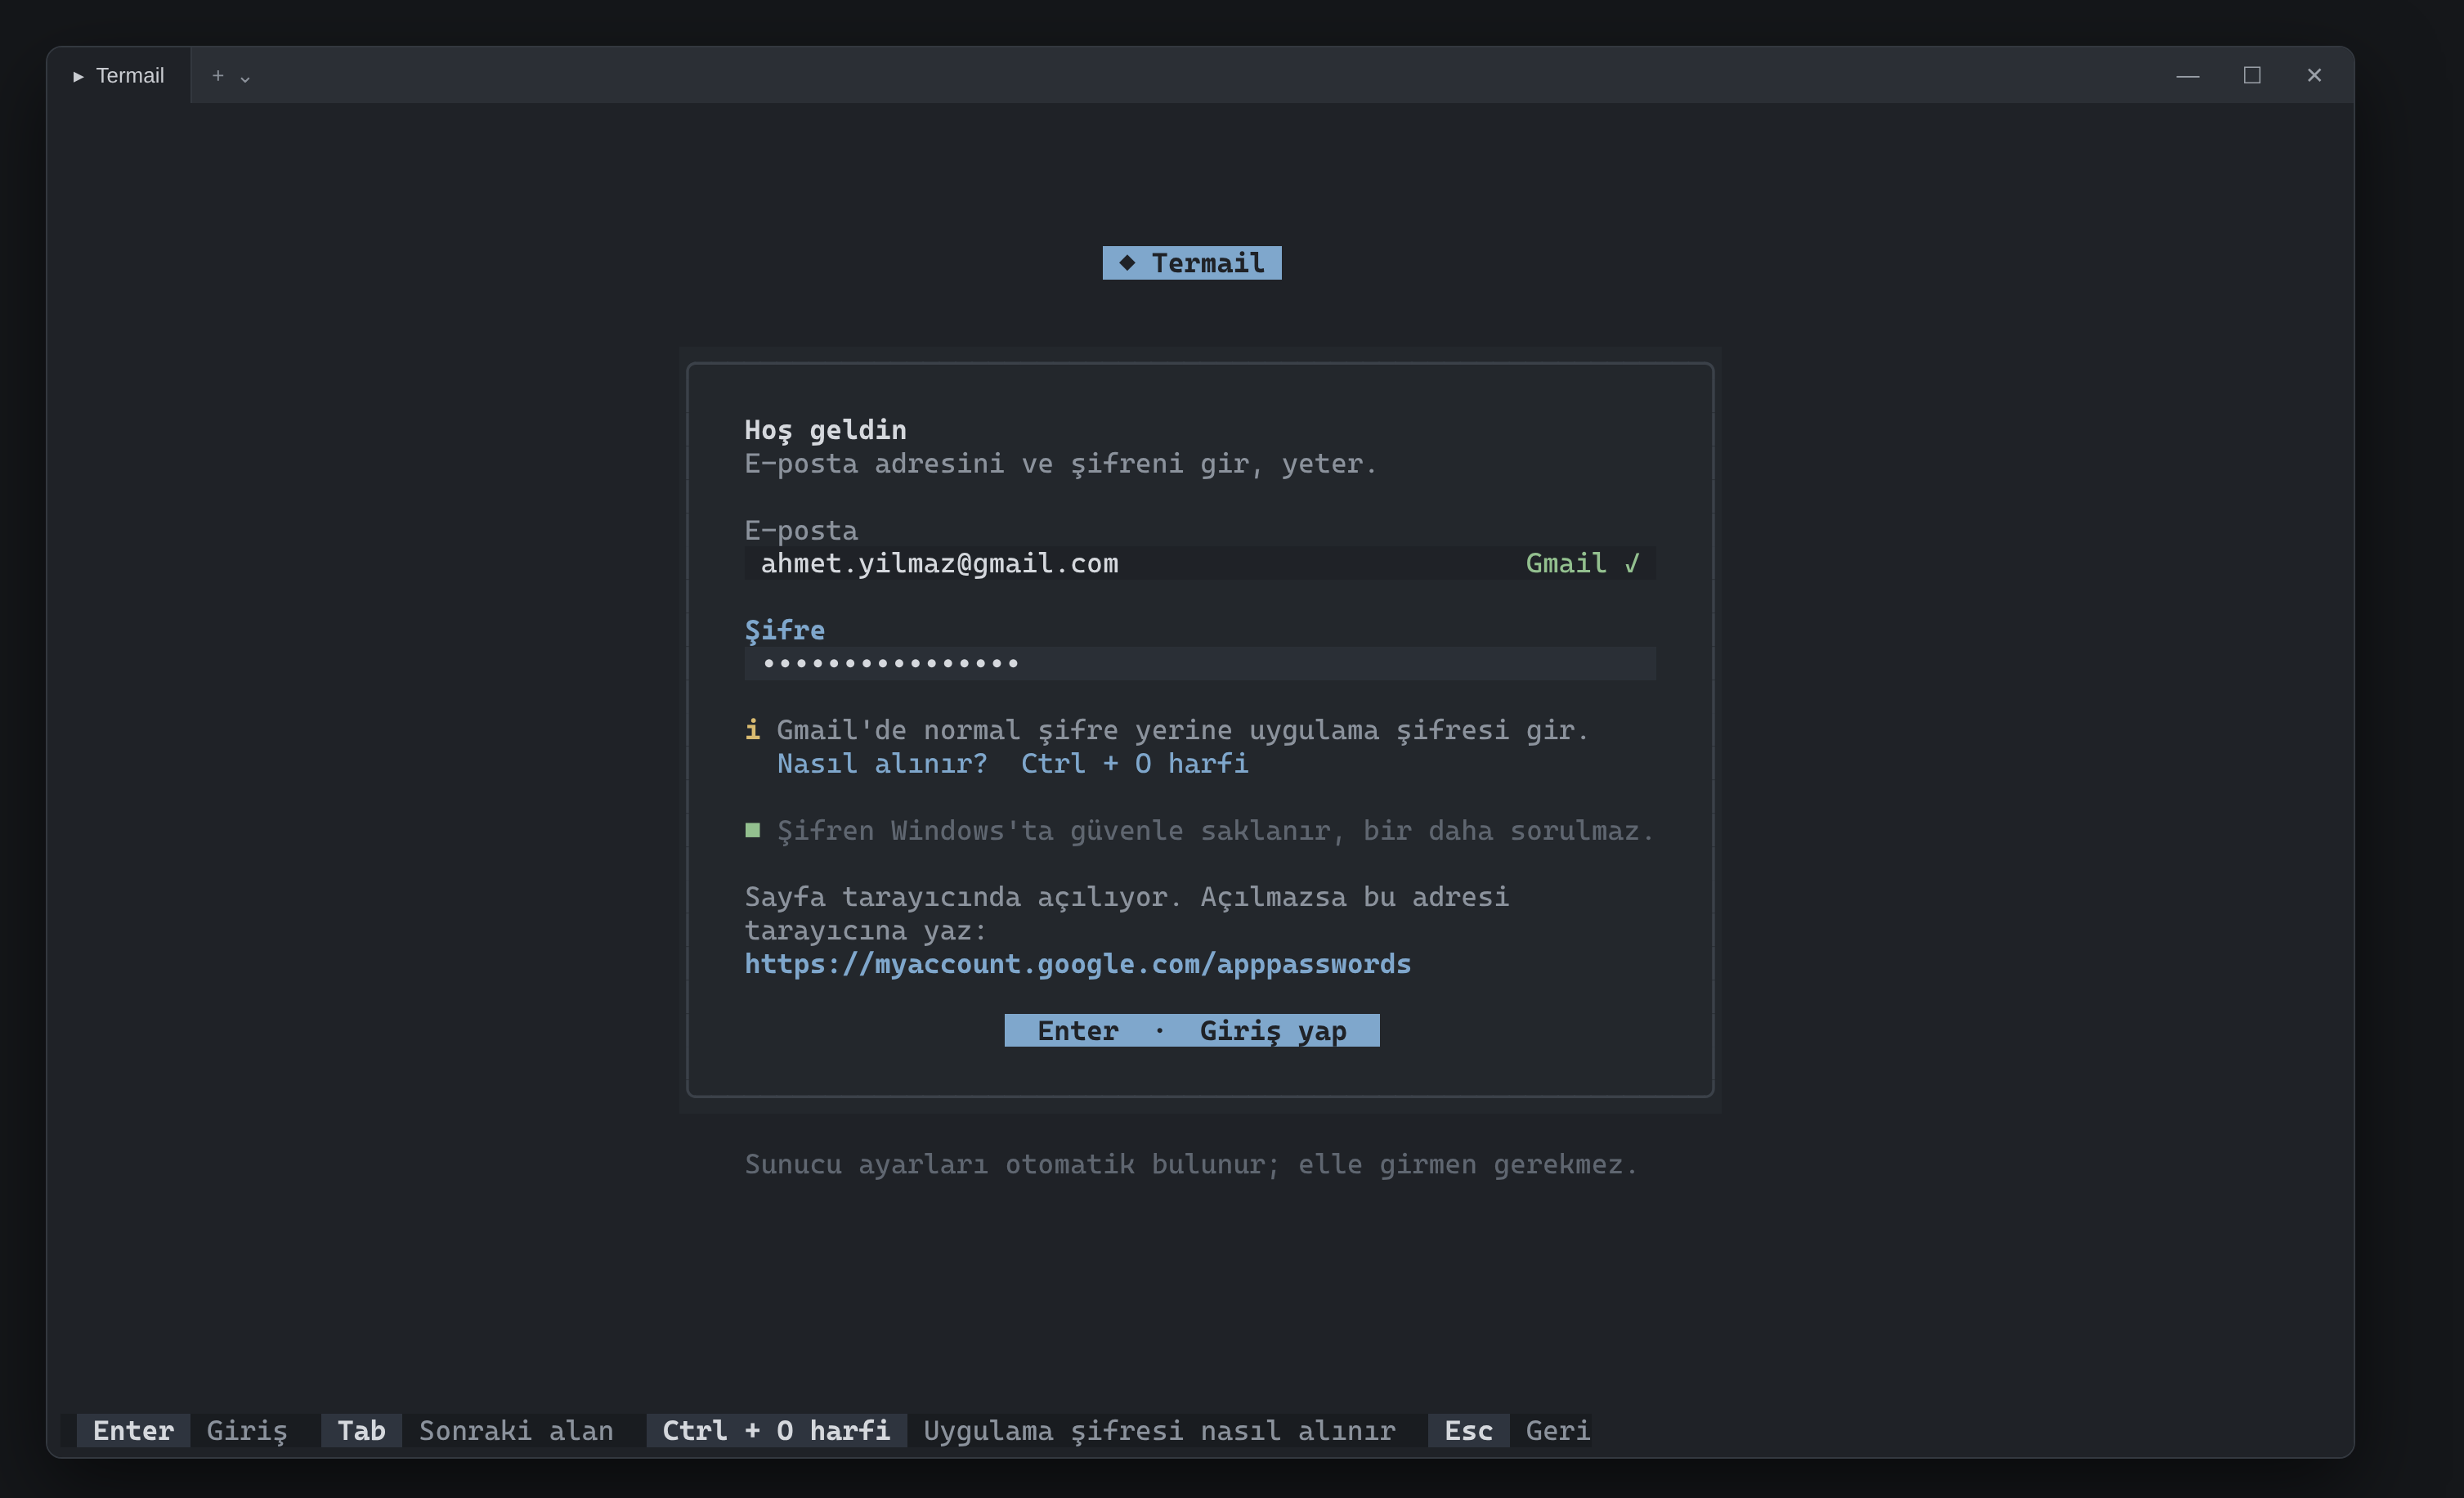 ▸ Termail + ⌄ — ☐ ✕
◆ Termail
Hoş geldin
E-posta adresini ve şifreni gir, yeter.
E-posta
ahmet.yilmaz@gmail.com Gmail ✓
Şifre
••••••••••••••••
i Gmail'de normal şifre yerine uygulama şifresi gir.
Nasıl alınır? Ctrl + O harfi
■ Şifren Windows'ta güvenle saklanır, bir daha sorulmaz.
Sayfa tarayıcında açılıyor. Açılmazsa bu adresi
tarayıcına yaz:
https://myaccount.google.com/apppasswords
Enter · Giriş yap
Sunucu ayarları otomatik bulunur; elle girmen gerekmez.
Enter Giriş Tab Sonraki alan Ctrl + O harfi Uygulama şifresi nasıl alınır Esc Geri